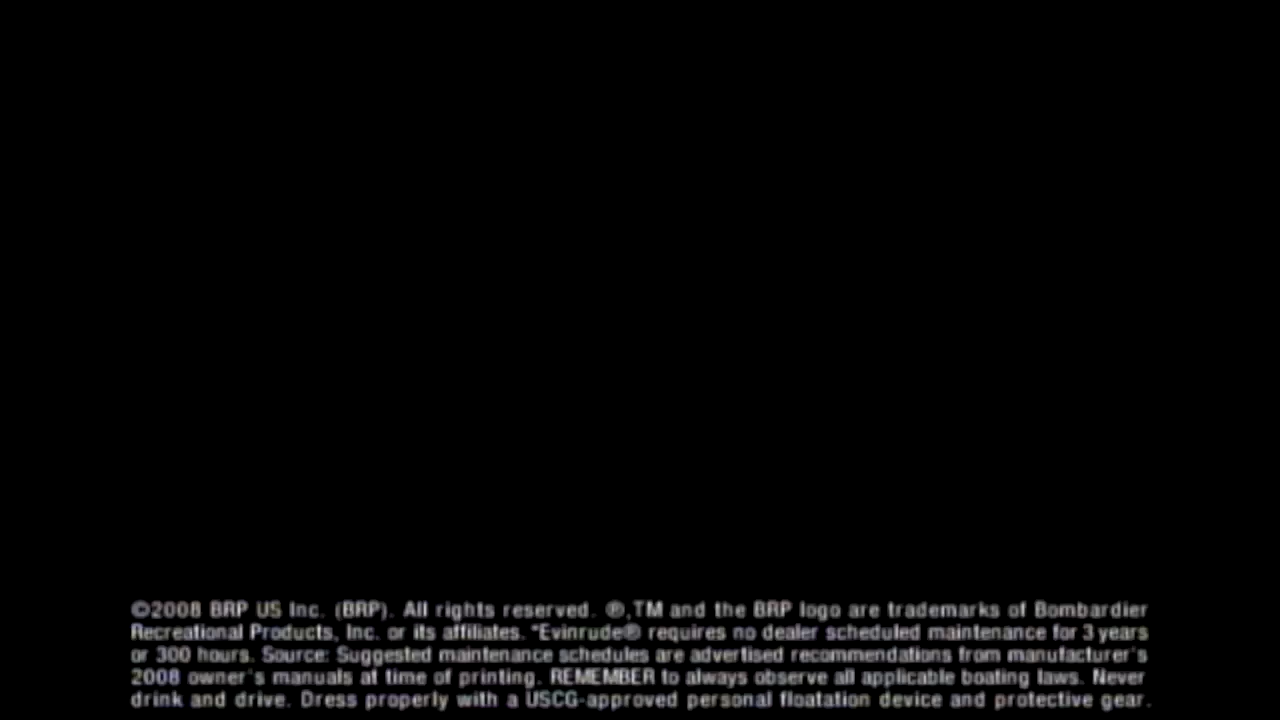 ©2008 BRP US Inc. (BRP). All rights reserved. ®,TM and the BRP logo are trademarks of Bombardier
Recreational Products, Inc. or its affiliates. *Evinrude® requires no dealer scheduled maintenance for 3 years
or 300 hours. Source: Suggested maintenance schedules are advertised recommendations from manufacturer's
2008 owner's manuals at time of printing. REMEMBER to always observe all applicable boating laws. Never
drink and drive. Dress properly with a USCG-approved personal floatation device and protective gear.